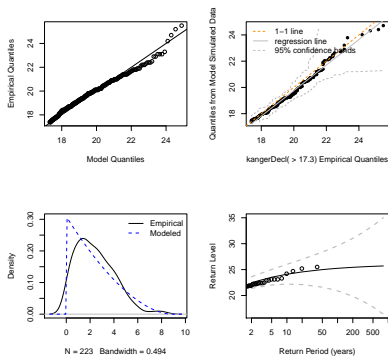 Empirical Quantiles
24
22
20
18
18
20
22
24
Model Quantiles
Quantiles from Model Simulated Data
24
22
20
18
1−1 line
regression line
95% confidence bands
18
20
22
24
kangerDecl( > 17.3) Empirical Quantiles
Density
0.30
0.20
0.10
0.00
Empirical
Modeled
0
2
4
6
8
10
N = 223 Bandwidth = 0.494
Return Level
35
30
25
20
2
5
10
50
200
500
Return Period (years)